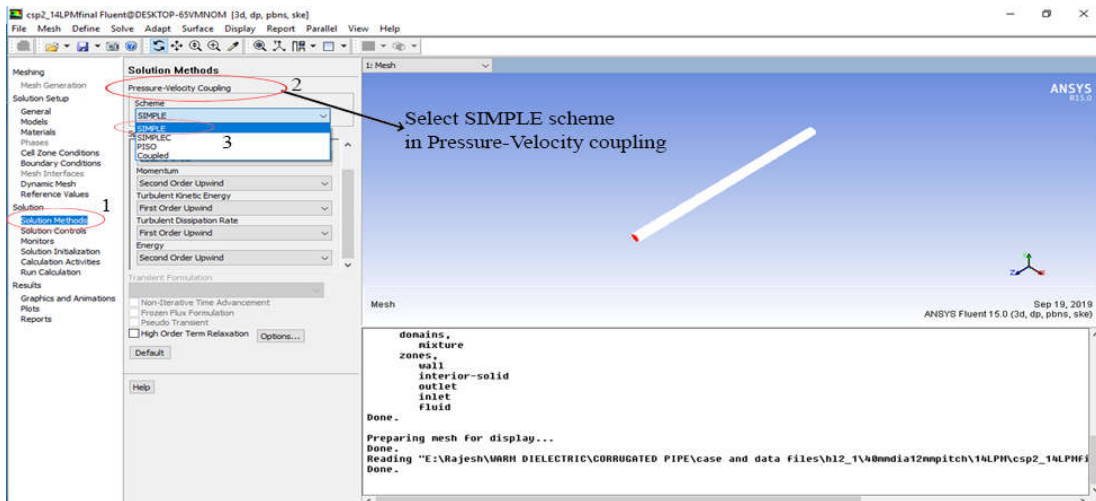 csp2_14LPMfinal Fluent@DESKTOP-65VMNOM [3d, dp, pbns, ske]
File Mesh Define Solve Adapt Surface Display Report Parallel View Help
Meshing
Mesh Generation
Solution Setup
General
Models
Materials
Phases
Cell Zone Conditions
Boundary Conditions
Mesh Interfaces
Dynamic Mesh
Reference Values
Solution
1
Solution Methods
Solution Controls
Monitors
Solution Initialization
Calculation Activities
Run Calculation
Results
Graphics and Animations
Plots
Reports
Solution Methods
Pressure-Velocity Coupling
2
Scheme
SIMPLE
SIMPLE
SIMPLEC
3
PISO
Coupled
Momentum
Second Order Upwind
Turbulent Kinetic Energy
First Order Upwind
Turbulent Dissipation Rate
First Order Upwind
Energy
Second Order Upwind
Transient Formulation
Non-Iterative Time Advancement
Frozen Flux Formulation
Pseudo Transient
High Order Term Relaxation Options...
Default
Help
1: Mesh
ANSYS
R15.0
Select SIMPLE scheme
in Pressure-Velocity coupling
Mesh
Sep 19, 2019
ANSYS Fluent 15.0 (3d, dp, pbns, ske)
domains,
mixture
zones,
wall
interior-solid
outlet
inlet
fluid
Done.
Preparing mesh for display...
Done.
Reading "E:\Rajesh\WARM DIELECTRIC\CORRUGATED PIPE\case and data files\hl2_1\40mmdia12mmpitch\14LPM\csp2_14LPMfi
Done.